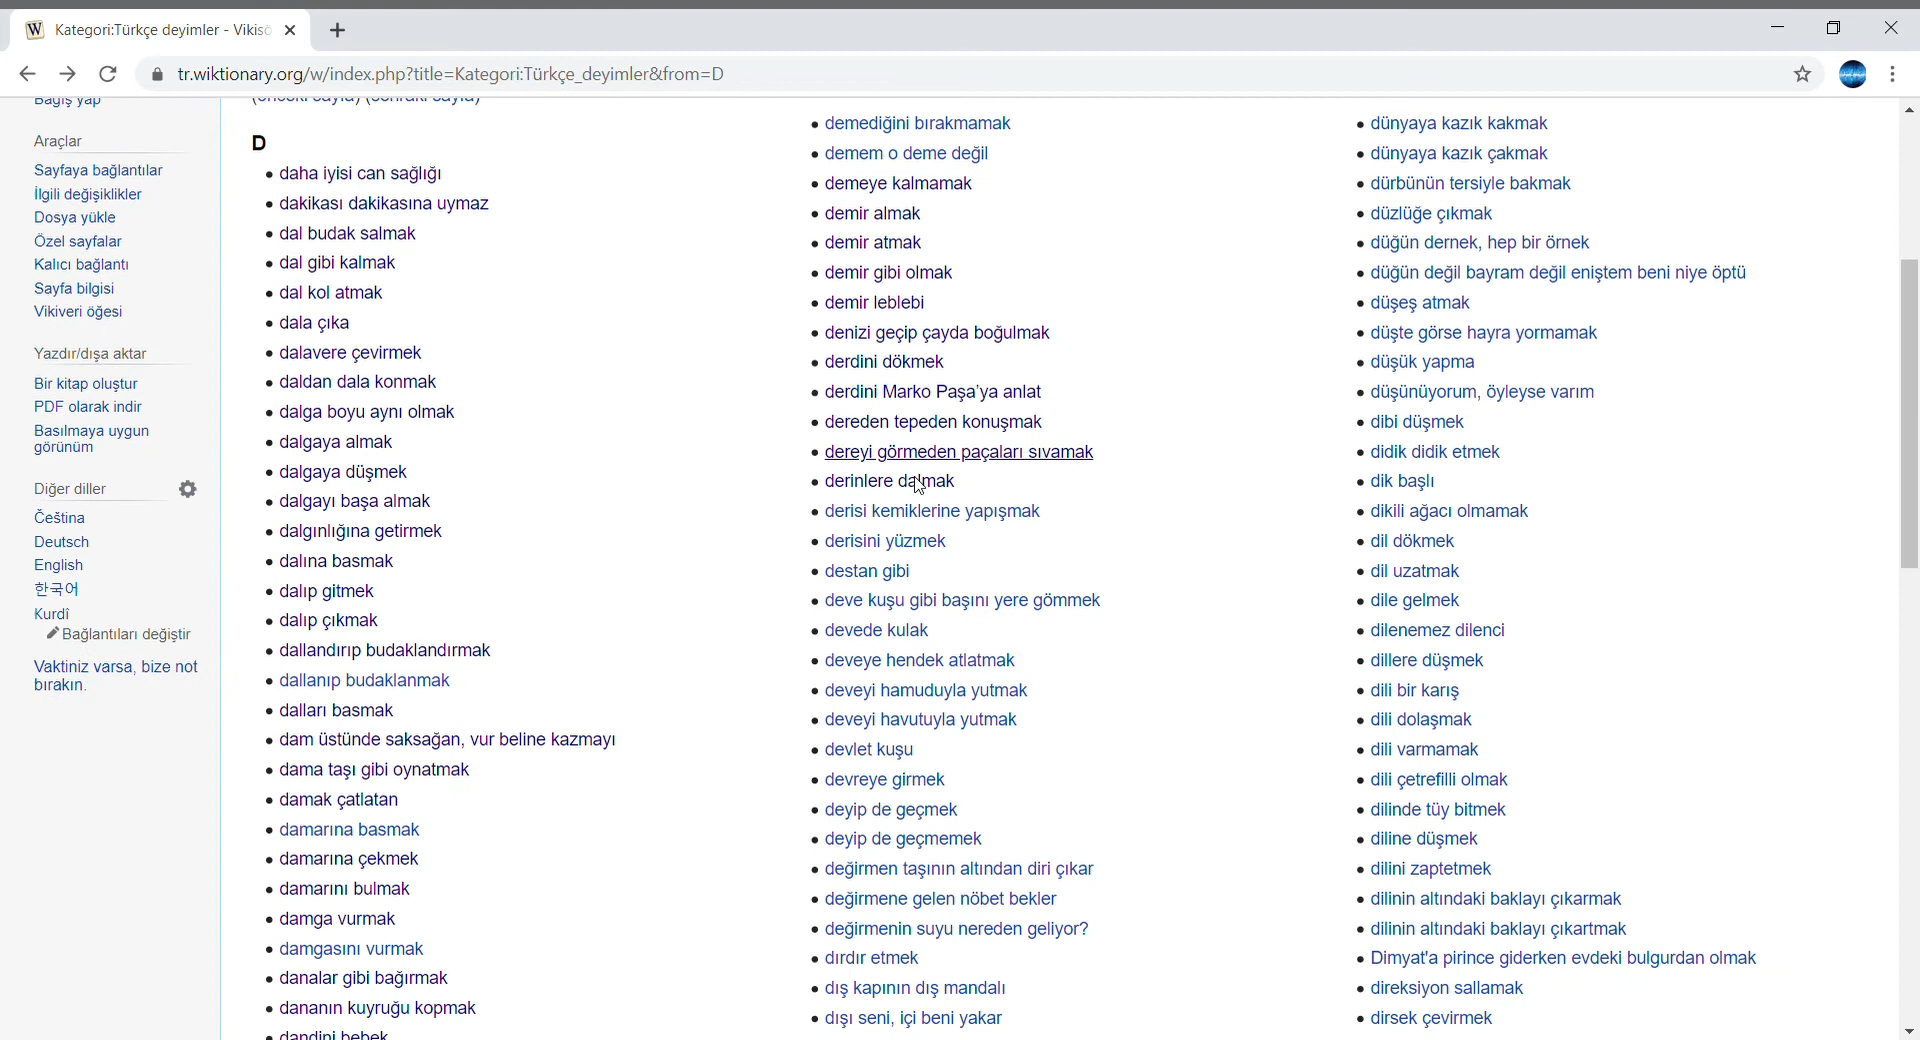 Kategori:Türkçe deyimler - Vikisö
tr.wiktionary.org/w/index.php?title=Kategori:Türkçe_deyimler&from=D
Bağış yap
Araçlar
Sayfaya bağlantılar
İlgili değişiklikler
Dosya yükle
Özel sayfalar
Kalıcı bağlantı
Sayfa bilgisi
Vikiveri öğesi
Yazdır/dışa aktar
Bir kitap oluştur
PDF olarak indir
Basılmaya uygun
görünüm
Diğer diller
Čeština
Deutsch
English
한국어
Kurdî
Bağlantıları değiştir
Vaktiniz varsa, bize not
bırakın.
(önceki sayfa) (sonraki sayfa)
D
daha iyisi can sağlığı
dakikası dakikasına uymaz
dal budak salmak
dal gibi kalmak
dal kol atmak
dala çıka
dalavere çevirmek
daldan dala konmak
dalga boyu aynı olmak
dalgaya almak
dalgaya düşmek
dalgayı başa almak
dalgınlığına getirmek
dalına basmak
dalıp gitmek
dalıp çıkmak
dallandırıp budaklandırmak
dallanıp budaklanmak
dalları basmak
dam üstünde saksağan, vur beline kazmayı
dama taşı gibi oynatmak
damak çatlatan
damarına basmak
damarına çekmek
damarını bulmak
damga vurmak
damgasını vurmak
danalar gibi bağırmak
dananın kuyruğu kopmak
dandini bebek
demediğini bırakmamak
demem o deme değil
demeye kalmamak
demir almak
demir atmak
demir gibi olmak
demir leblebi
denizi geçip çayda boğulmak
derdini dökmek
derdini Marko Paşa'ya anlat
dereden tepeden konuşmak
dereyi görmeden paçaları sıvamak
derinlere dalmak
derisi kemiklerine yapışmak
derisini yüzmek
destan gibi
deve kuşu gibi başını yere gömmek
devede kulak
deveye hendek atlatmak
deveyi hamuduyla yutmak
deveyi havutuyla yutmak
devlet kuşu
devreye girmek
deyip de geçmek
deyip de geçmemek
değirmen taşının altından diri çıkar
değirmene gelen nöbet bekler
değirmenin suyu nereden geliyor?
dırdır etmek
dış kapının dış mandalı
dışı seni, içi beni yakar
dünyaya kazık kakmak
dünyaya kazık çakmak
dürbünün tersiyle bakmak
düzlüğe çıkmak
düğün dernek, hep bir örnek
düğün değil bayram değil eniştem beni niye öptü
düşeş atmak
düşte görse hayra yormamak
düşük yapma
düşünüyorum, öyleyse varım
dibi düşmek
didik didik etmek
dik başlı
dikili ağacı olmamak
dil dökmek
dil uzatmak
dile gelmek
dilenemez dilenci
dillere düşmek
dili bir karış
dili dolaşmak
dili varmamak
dili çetrefilli olmak
dilinde tüy bitmek
diline düşmek
dilini zaptetmek
dilinin altındaki baklayı çıkarmak
dilinin altındaki baklayı çıkartmak
Dimyat'a pirince giderken evdeki bulgurdan olmak
direksiyon sallamak
dirsek çevirmek